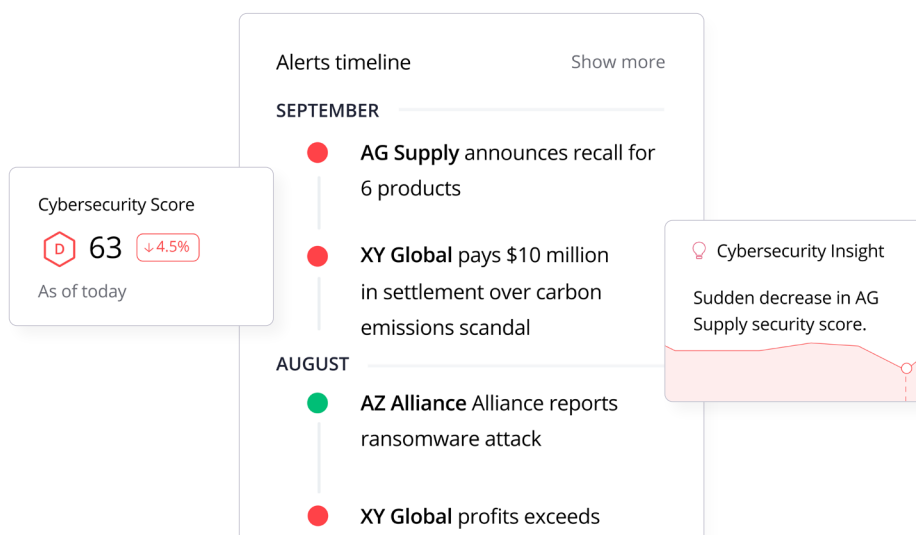 Alerts timeline
Show more
SEPTEMBER
AG Supply announces recall for
6 products
XY Global pays $10 million
in settlement over carbon
emissions scandal
AUGUST
AZ Alliance Alliance reports
ransomware attack
XY Global profits exceeds
Cybersecurity Score
D 63 ↓4.5%
As of today
Cybersecurity Insight
Sudden decrease in AG
Supply security score.